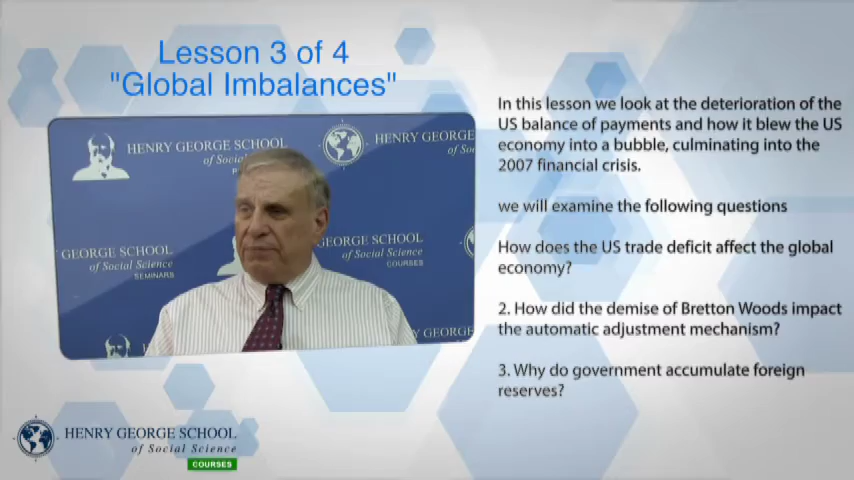 Lesson 3 of 4
"Global Imbalances"
In this lesson we look at the deterioration of the
US balance of payments and how it blew the US
economy into a bubble, culminating into the
2007 financial crisis.
we will examine the following questions
How does the US trade deficit affect the global
economy?
2. How did the demise of Bretton Woods impact
the automatic adjustment mechanism?
3. Why do government accumulate foreign
reserves?
HENRY GEORGE SCHOOL
of Social
HENRY GEORGE
of Soc
GEORGE SCHOOL
of Social Science
SEMINARS
GEORGE SCHOOL
of Social Science
COURSES
Y GEORGE
HENRY GEORGE SCHOOL
of Social Science
COURSES